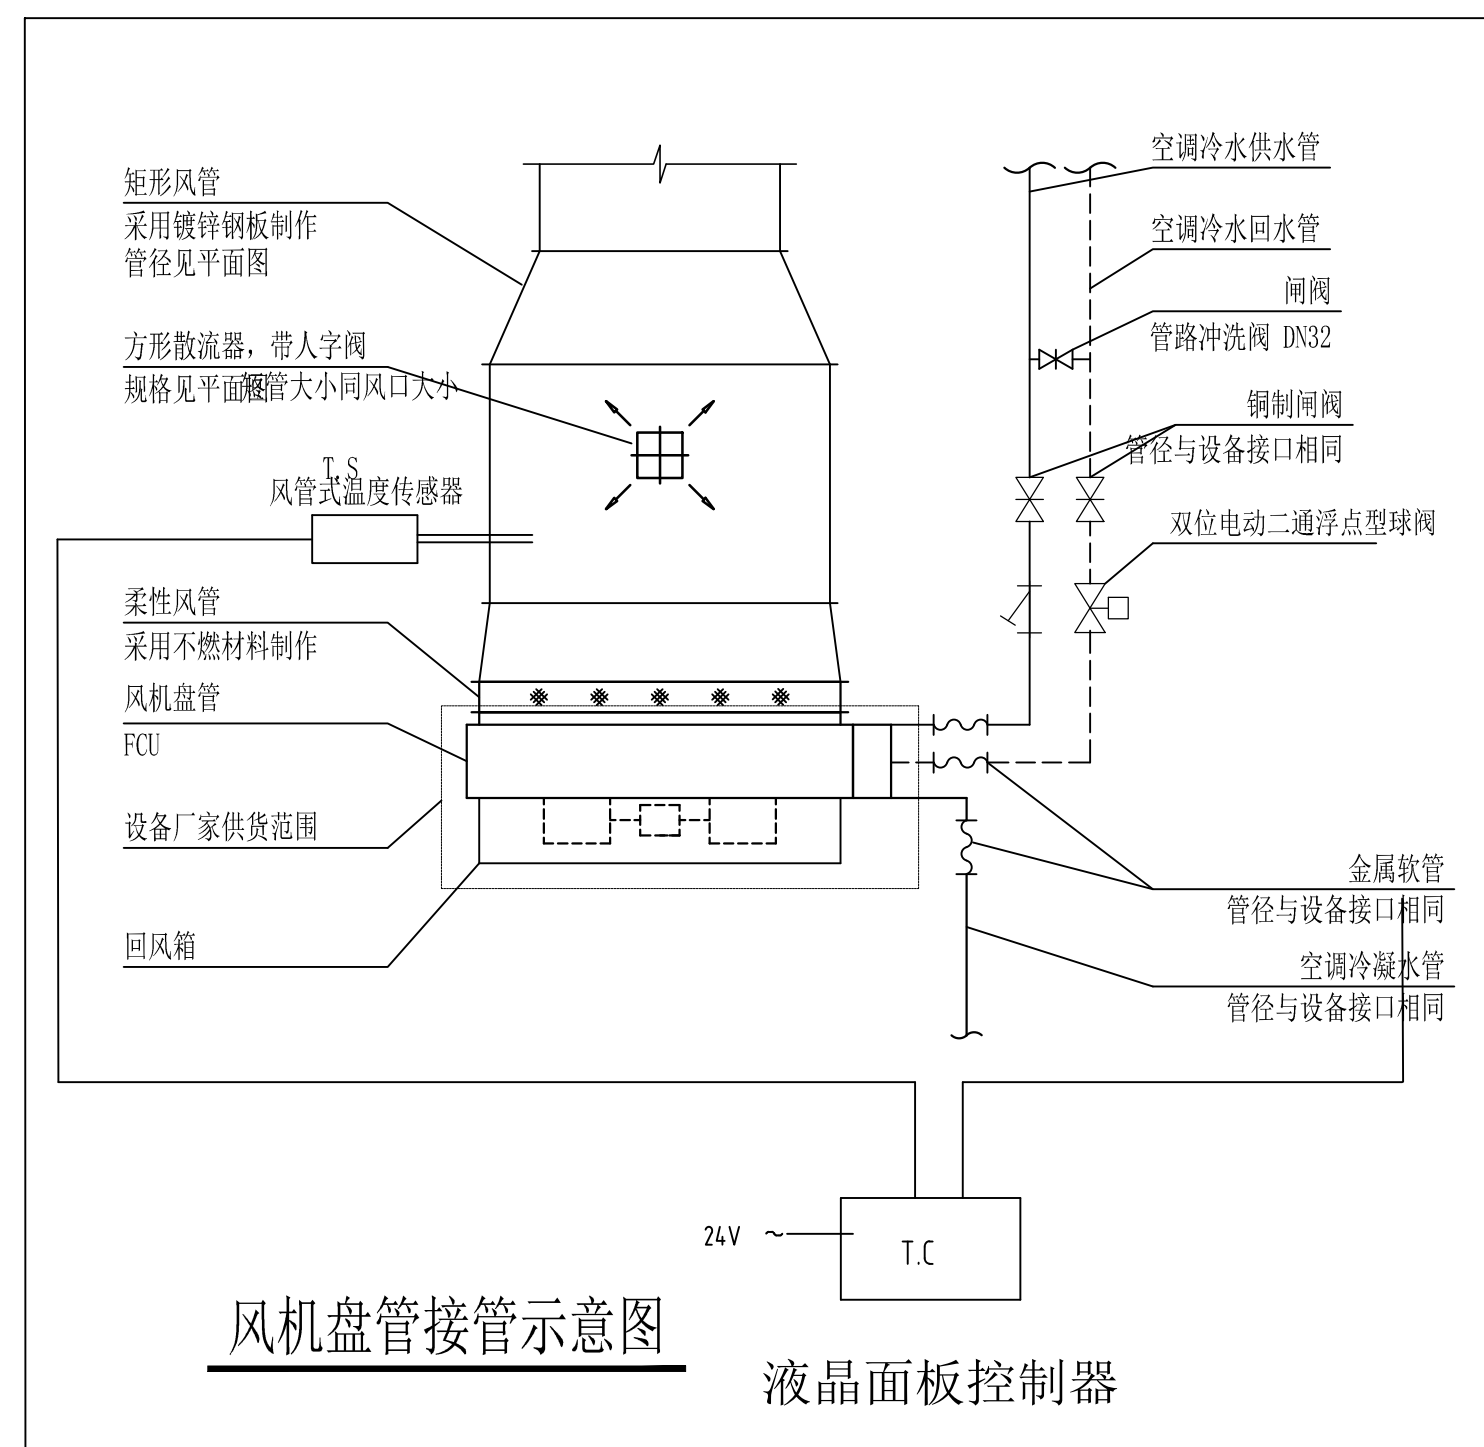 矩形风管
采用镀锌钢板制作
管径见平面图
方形散流器，带人字阀
规格见平面图
短管大小同风口大小
T.S
风管式温度传感器
柔性风管
采用不燃材料制作
风机盘管
FCU
设备厂家供货范围
回风箱
空调冷水供水管
空调冷水回水管
闸阀
管路冲洗阀 DN32
铜制闸阀
管径与设备接口相同
双位电动二通浮点型球阀
金属软管
管径与设备接口相同
空调冷凝水管
管径与设备接口相同
24V ~
T.C
风机盘管接管示意图
液晶面板控制器